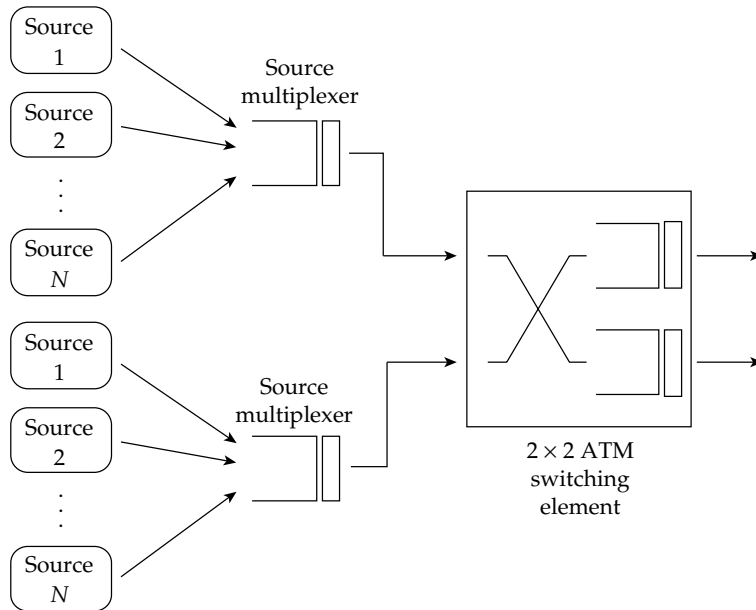 Source
1
Source
2
Source
N
Source
multiplexer
Source
1
Source
2
Source
N
Source
multiplexer
2 × 2 ATM
switching
element